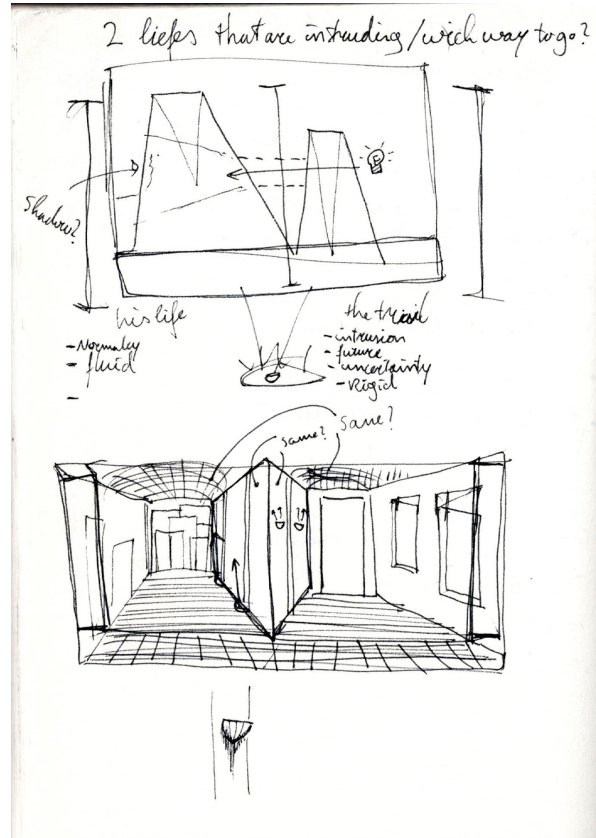 2 liefes that are intruding/wich way to go?
Shadow?
his life
- Normaley
- fluid
-
the trial
- intrusion
- future
- uncertainty
- Rigid
same?
same?